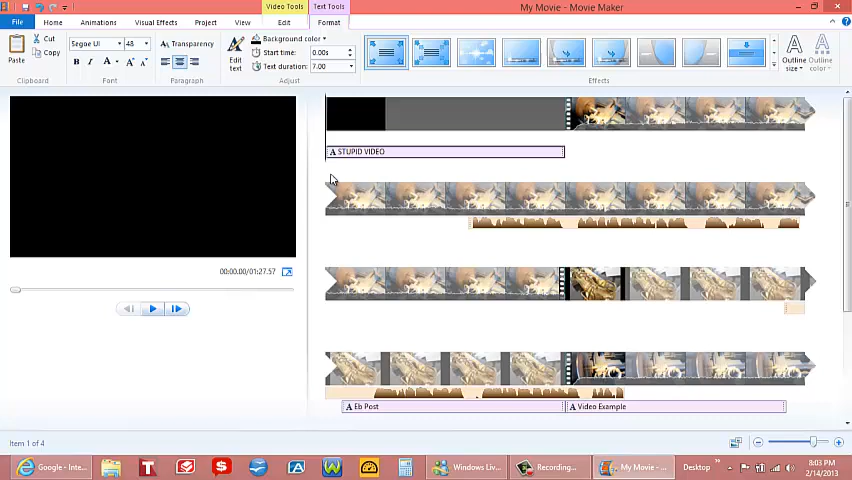 Video Tools
Text Tools
My Movie - Movie Maker
File
Home
Animations
Visual Effects
Project
View
Edit
Format
Paste
Cut
Copy
Clipboard
Segoe UI
48
B I A A A
Font
Transparency
Paragraph
Edit text
Background color
Start time: 0.00s
Text duration: 7.00
Adjust
Effects
Outline size
Outline color
A STUPID VIDEO
00:00.00/01:27.57
A Eb Post
A Video Example
Item 1 of 4
Google - Inte...
Windows Liv...
Recording...
My Movie -...
Desktop
8:03 PM
2/14/2013